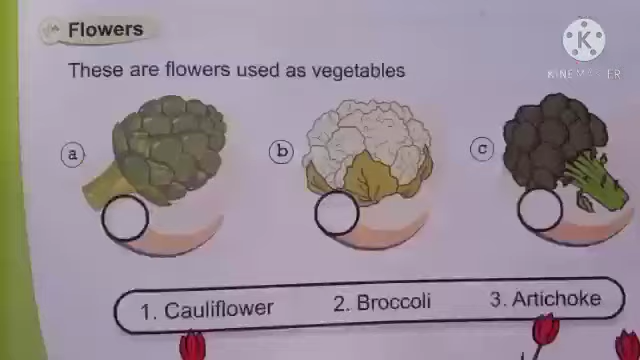 Flowers
K
KINEMASTER
These are flowers used as vegetables
a b c
1. Cauliflower 2. Broccoli 3. Artichoke